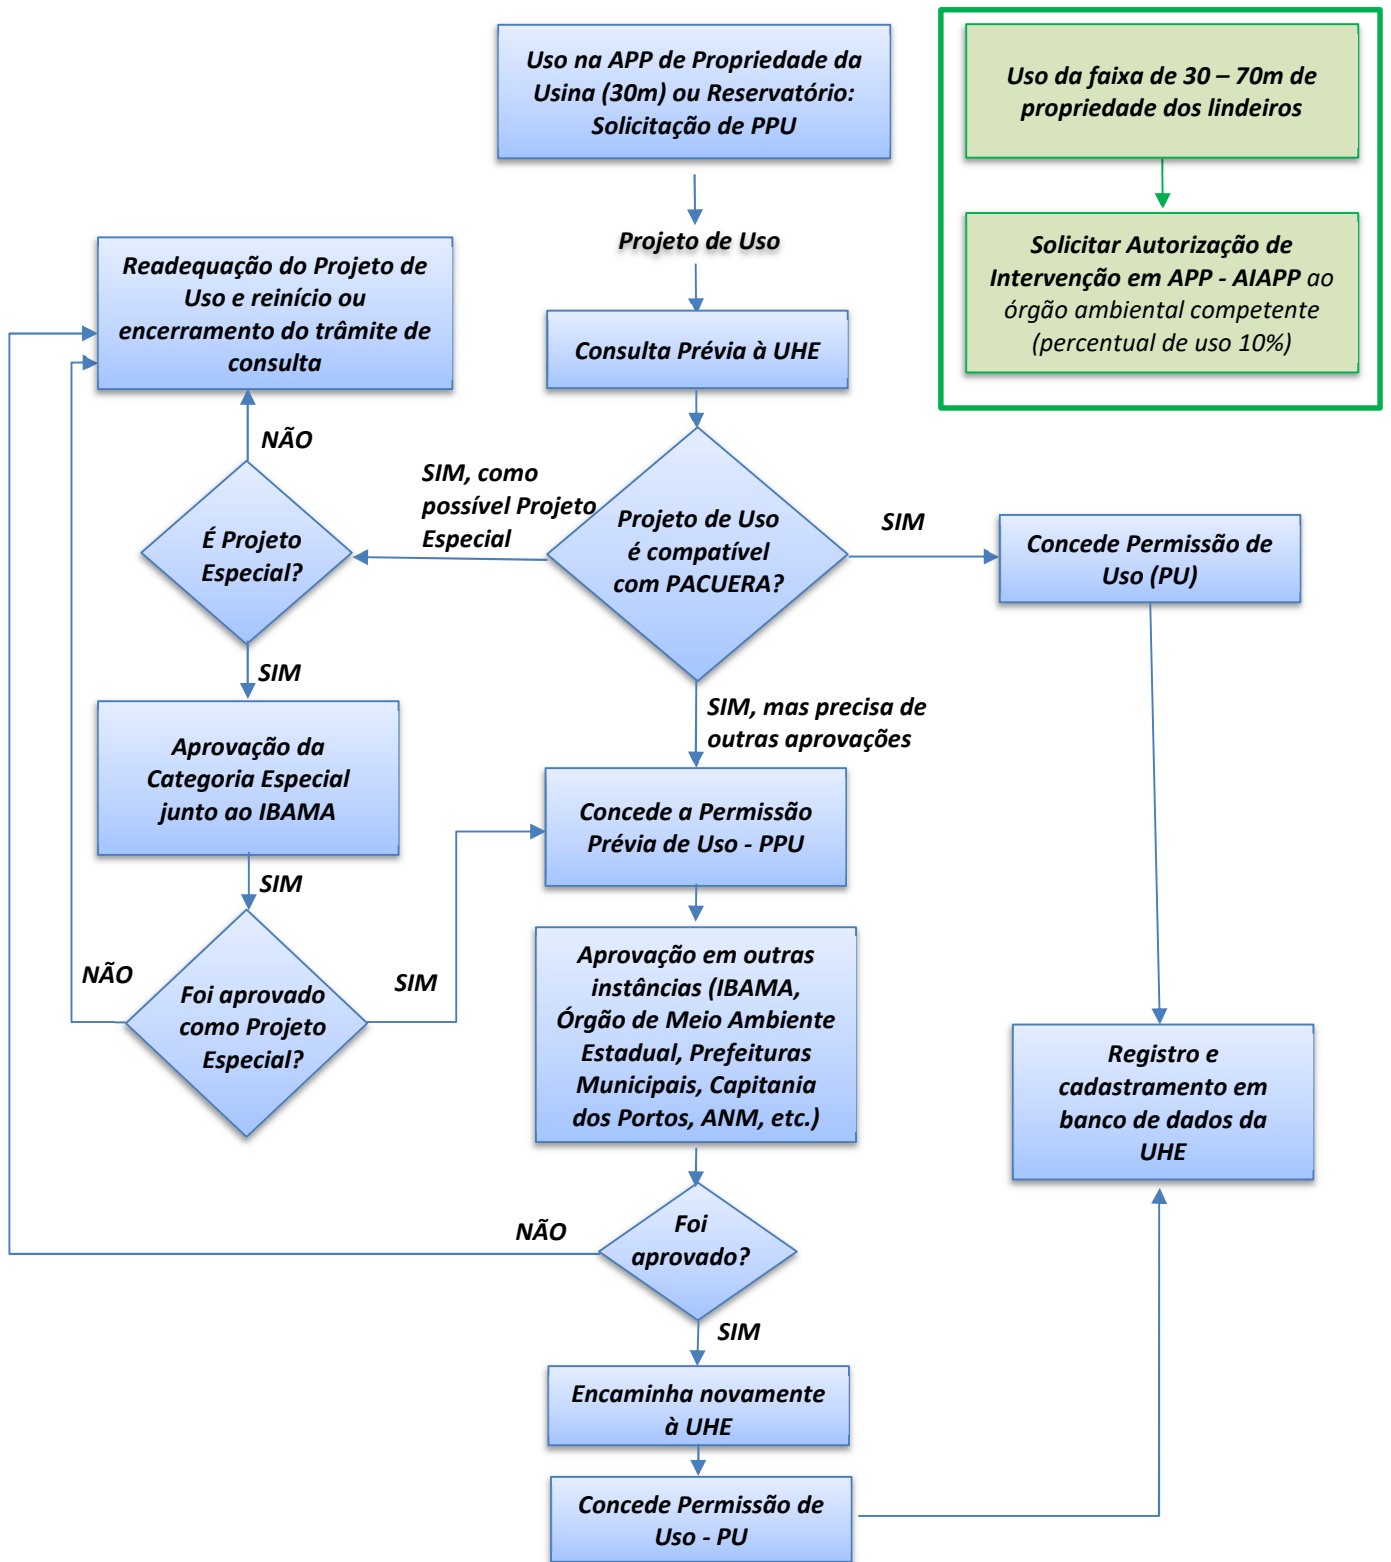 Uso na APP de Propriedade da
Usina (30m) ou Reservatório:
Solicitação de PPU
Uso da faixa de 30 – 70m de
propriedade dos lindeiros
Solicitar Autorização de
Intervenção em APP - AIAPP ao
órgão ambiental competente
(percentual de uso 10%)
Projeto de Uso
Readequação do Projeto de
Uso e reinício ou
encerramento do trâmite de
consulta
Consulta Prévia à UHE
NÃO
SIM, como
possível Projeto
Especial
Projeto de Uso
é compatível
com PACUERA?
SIM
Concede Permissão de
Uso (PU)
É Projeto
Especial?
SIM
SIM, mas precisa de
outras aprovações
Aprovação da
Categoria Especial
junto ao IBAMA
Concede a Permissão
Prévia de Uso - PPU
SIM
NÃO
Foi aprovado
como Projeto
Especial?
SIM
Aprovação em outras
instâncias (IBAMA,
Órgão de Meio Ambiente
Estadual, Prefeituras
Municipais, Capitania
dos Portos, ANM, etc.)
Registro e
cadastramento em
banco de dados da
UHE
NÃO
Foi
aprovado?
SIM
Encaminha novamente
à UHE
Concede Permissão de
Uso - PU